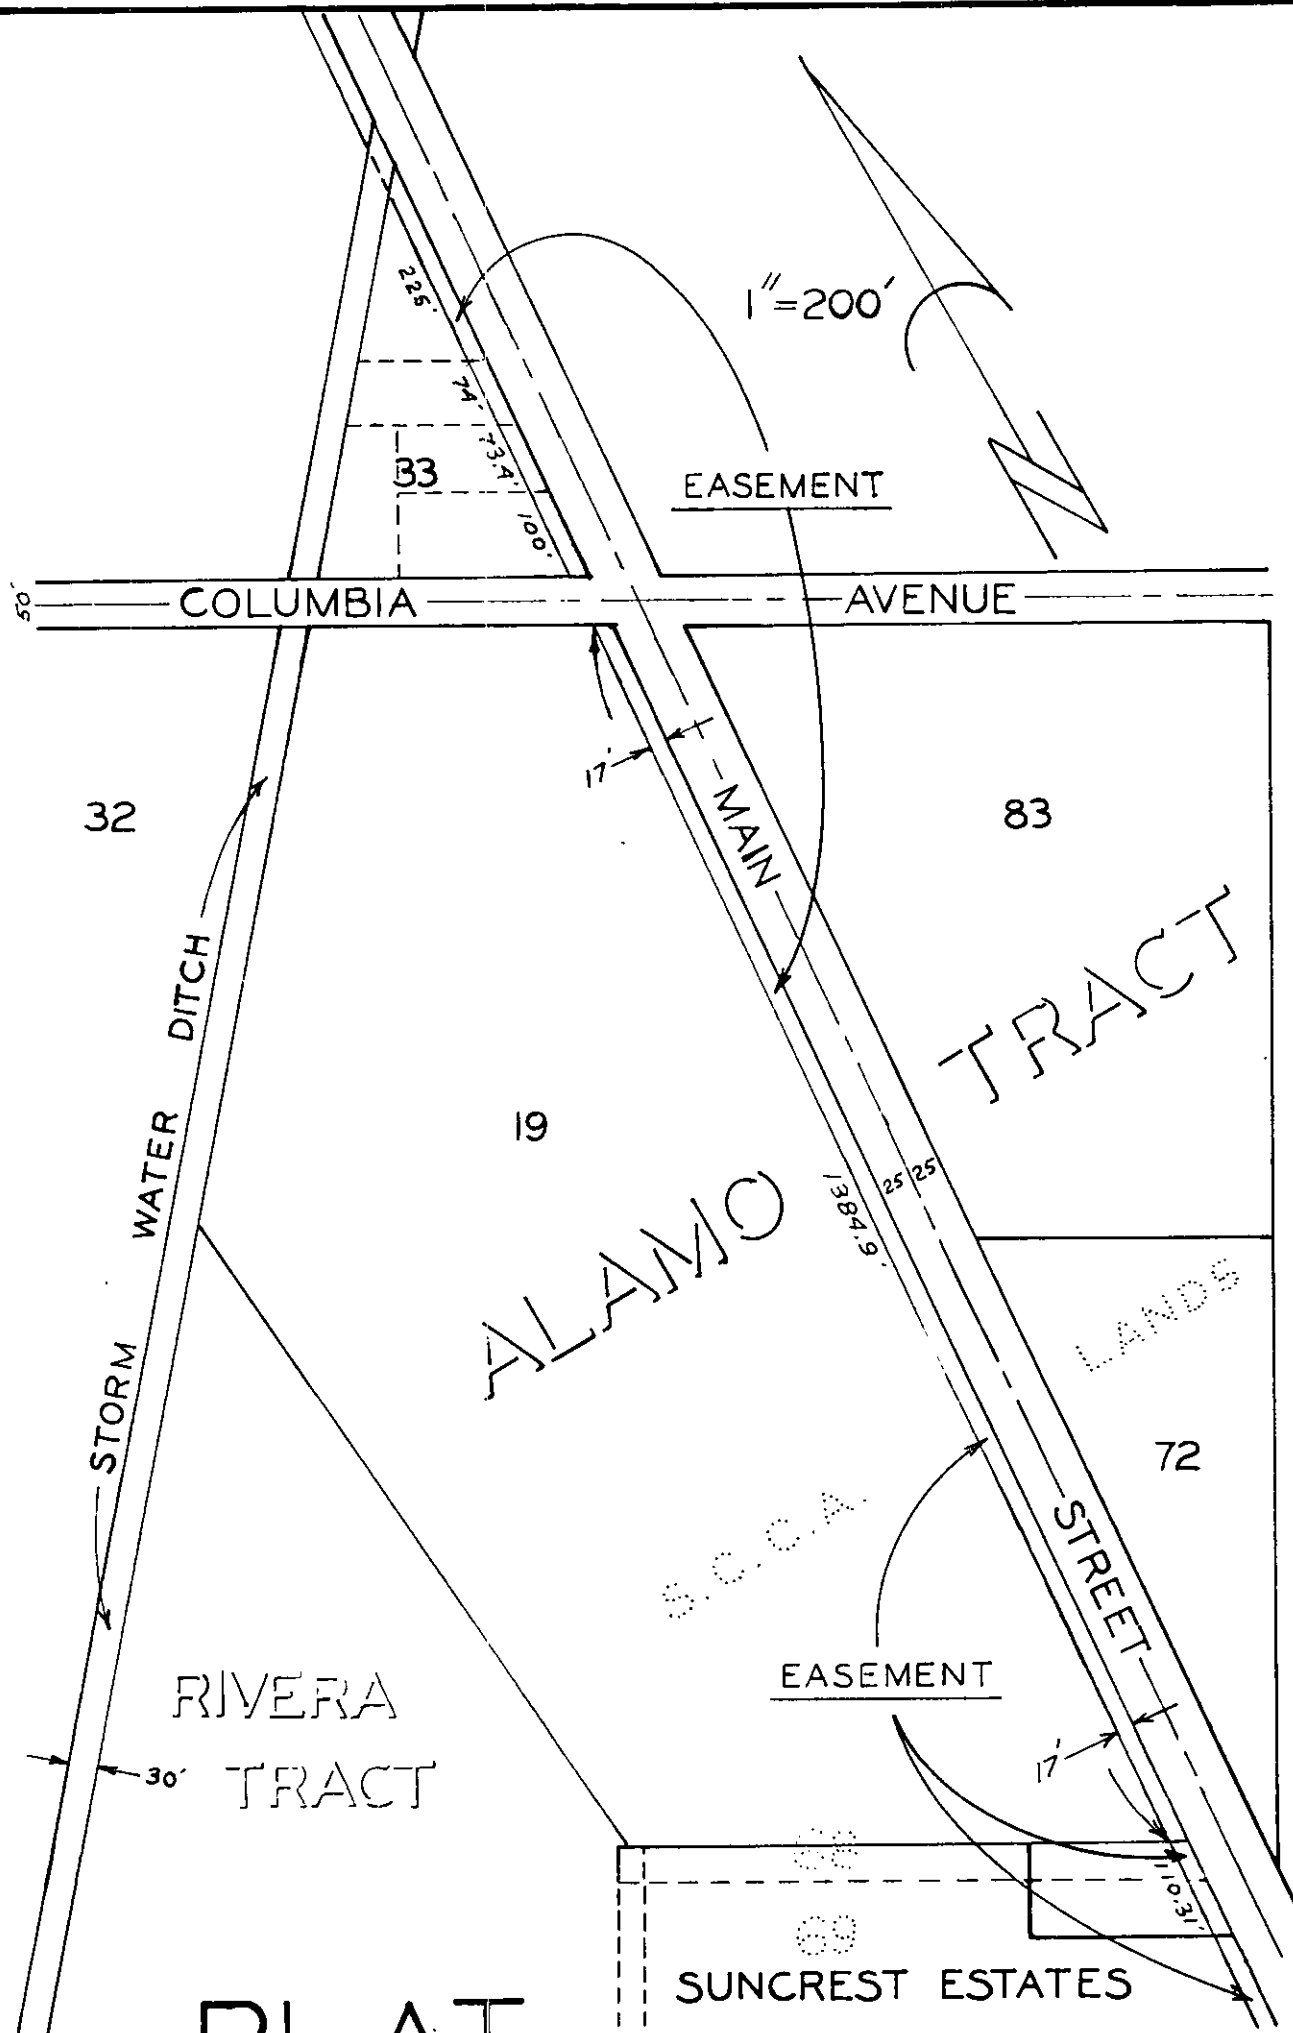 225'
1"=200'
74'
73.4'
33
100'
EASEMENT
N
50'
COLUMBIA AVENUE
17'
MAIN STREET
32
83
STORM WATER DITCH
19
ALAMO TRACT
25 25
1384.9'
S.C.C.A. LANDS
72
EASEMENT
RIVERA
TRACT
30'
17'
68
110.31'
69
SUNCREST ESTATES
PLAT